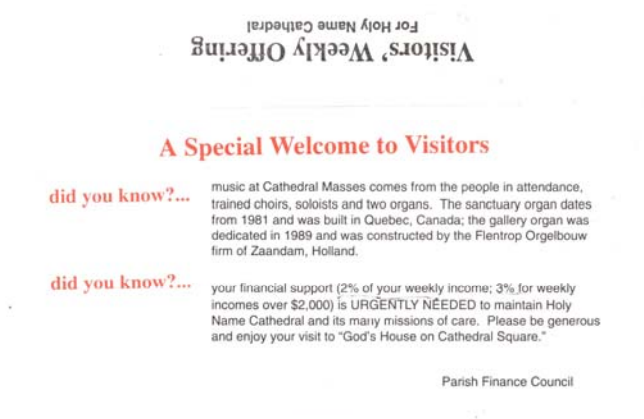 Visitors' Weekly Offering
For Holy Name Cathedral
A Special Welcome to Visitors
did you know?...
music at Cathedral Masses comes from the people in attendance,
trained choirs, soloists and two organs. The sanctuary organ dates
from 1981 and was built in Quebec, Canada; the gallery organ was
dedicated in 1989 and was constructed by the Flentrop Orgelbouw
firm of Zaandam, Holland.
did you know?...
your financial support (2% of your weekly income; 3% for weekly
incomes over $2,000) is URGENTLY NEEDED to maintain Holy
Name Cathedral and its many missions of care. Please be generous
and enjoy your visit to "God's House on Cathedral Square."
Parish Finance Council